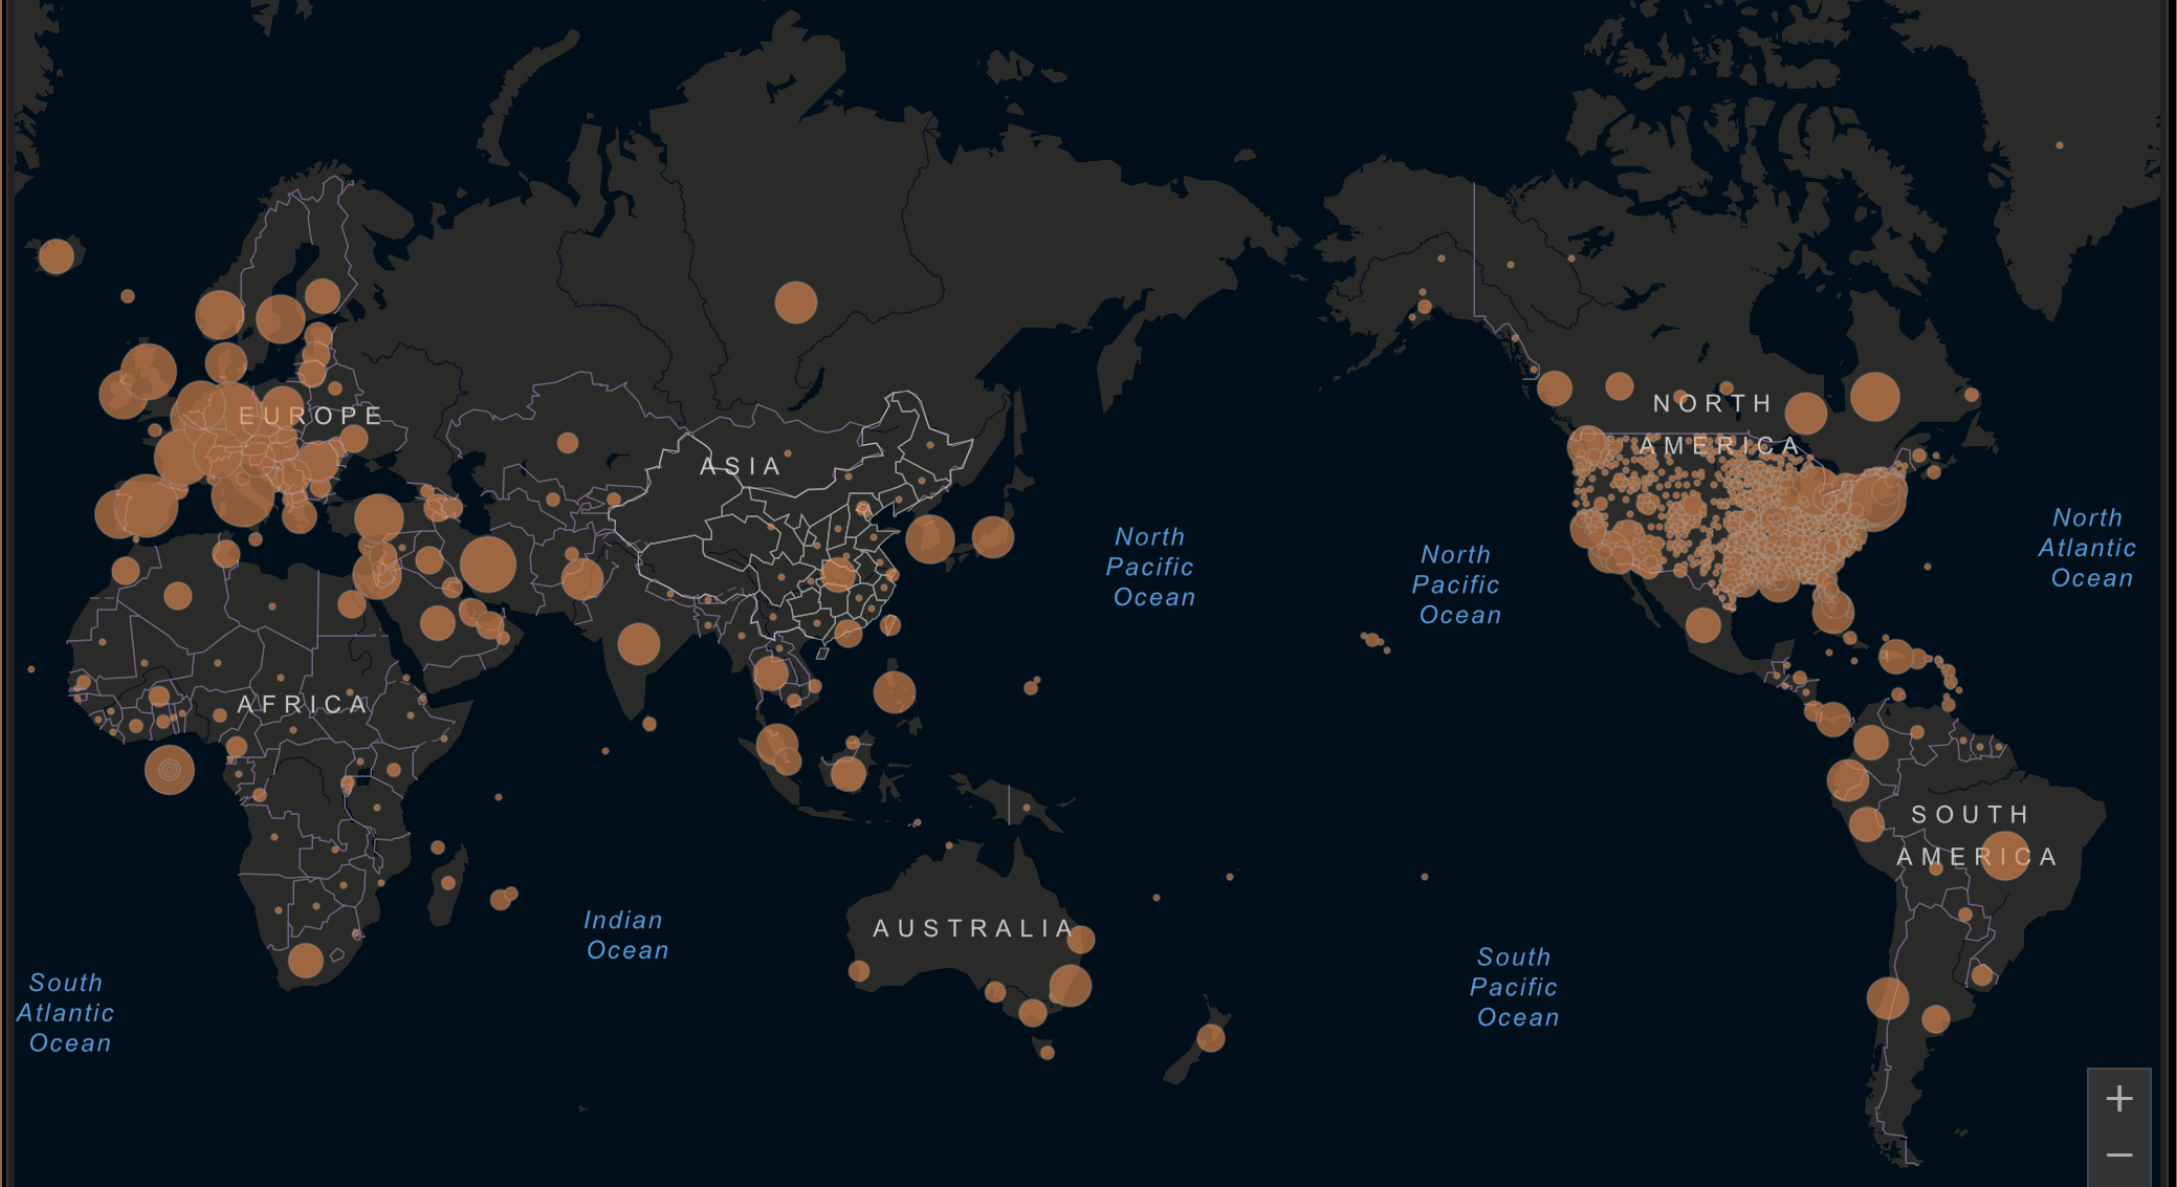 EUROPE
ASIA
NORTH
AMERICA
North
Pacific
Ocean
North
Pacific
Ocean
North
Atlantic
Ocean
AFRICA
SOUTH
AMERICA
Indian
Ocean
AUSTRALIA
South
Atlantic
Ocean
South
Pacific
Ocean
+
−